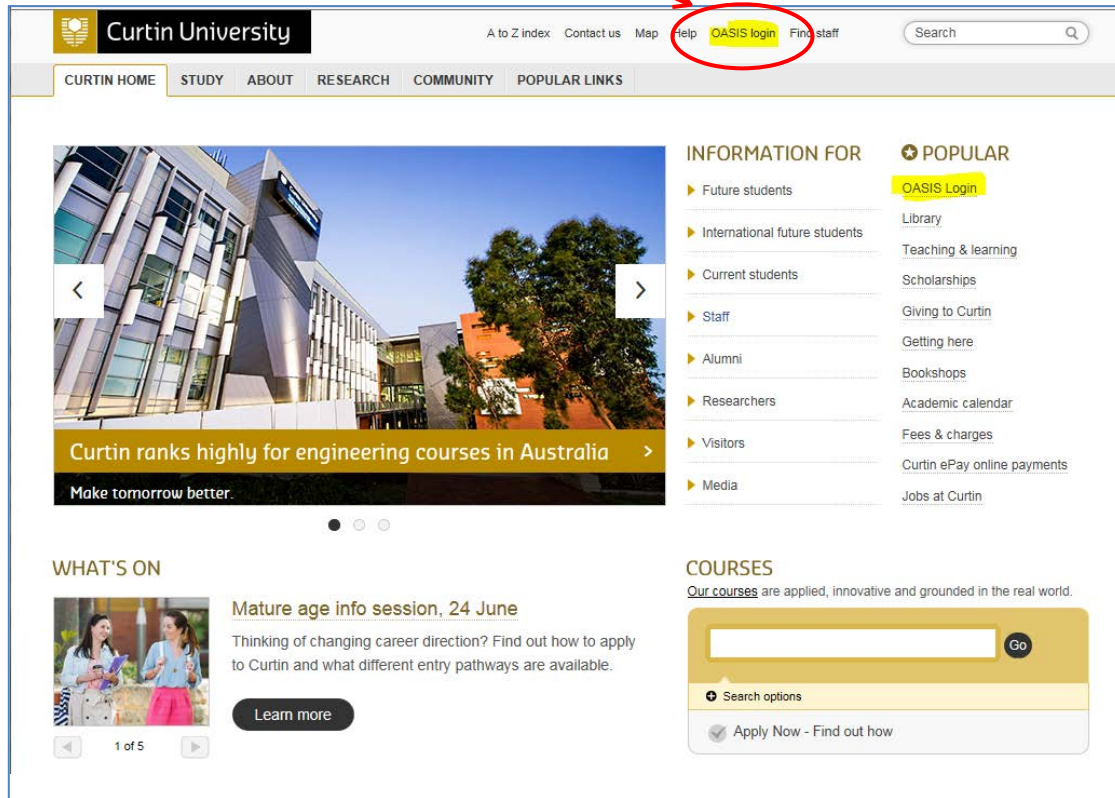 Curtin University
A to Z index Contact us Map Help OASIS login Find staff
Search
CURTIN HOME STUDY ABOUT RESEARCH COMMUNITY POPULAR LINKS
Curtin ranks highly for engineering courses in Australia
Make tomorrow better.
INFORMATION FOR
Future students
International future students
Current students
Staff
Alumni
Researchers
Visitors
Media
POPULAR
OASIS Login
Library
Teaching & learning
Scholarships
Giving to Curtin
Getting here
Bookshops
Academic calendar
Fees & charges
Curtin ePay online payments
Jobs at Curtin
WHAT'S ON
Mature age info session, 24 June
Thinking of changing career direction? Find out how to apply
to Curtin and what different entry pathways are available.
Learn more
1 of 5
COURSES
Our courses are applied, innovative and grounded in the real world.
Go
Search options
Apply Now - Find out how